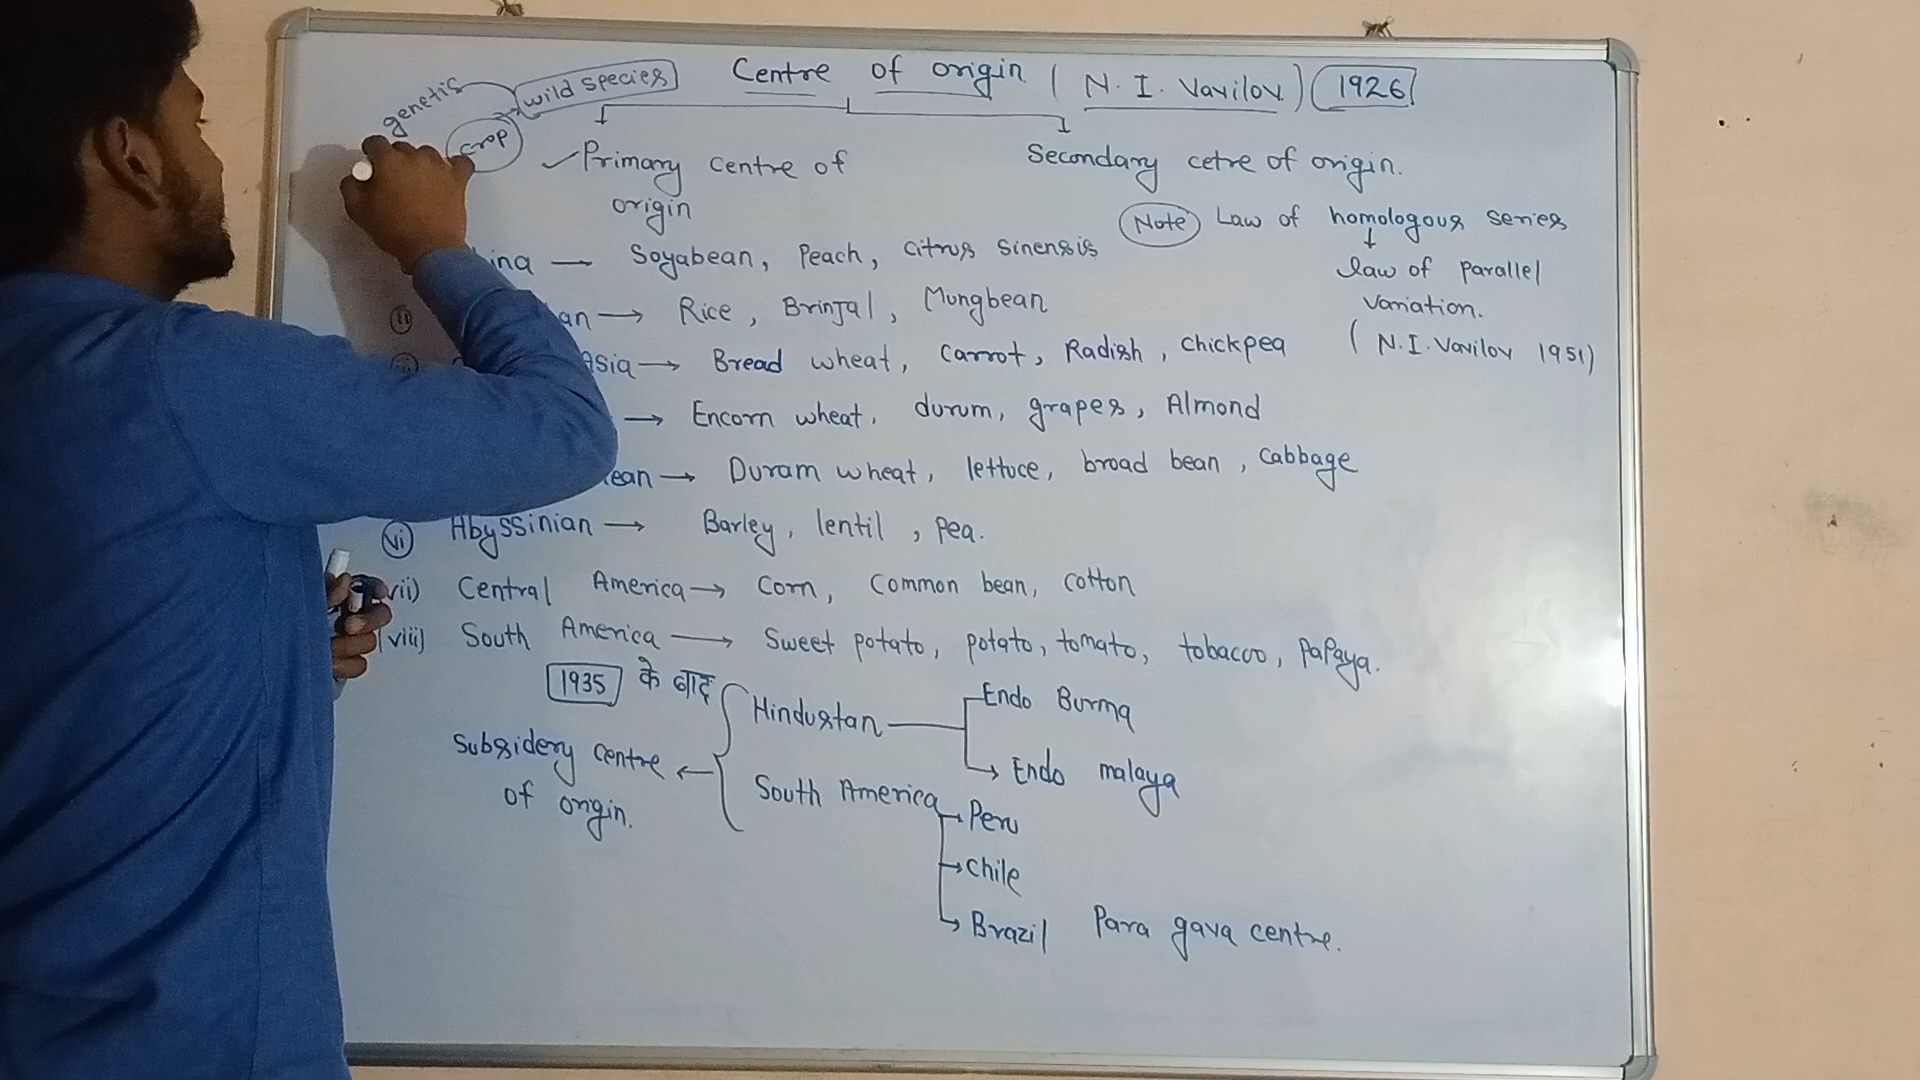 Centre of origin ( N. I. Vavilov ) 1926
genetis wild species
crop
Primary centre of
origin
Secondary cetre of origin.
Note Law of homologous series
law of parallel
variation.
( N.I. Vavilov 1951)
ina → Soyabean, Peach, Citrus Sinensis
ii an → Rice, Brinjal, Mungbean
Asia → Bread wheat, Carrot, Radish, chickpea
→ Encorn wheat, durum, grapes, Almond
ean → Duram wheat, lettuce, broad bean, cabbage
vi Abyssinian → Barley, lentil, pea.
vii) Central America → Corn, Common bean, cotton
(viii) South America → Sweet potato, potato, tomato, tobacco, papaya.
1935 के बाद
Hindustan
Endo Burma
Endo malaya
Subsidery centre
of origin.
South America
Peru
Chile
Brazil Para gava centre.